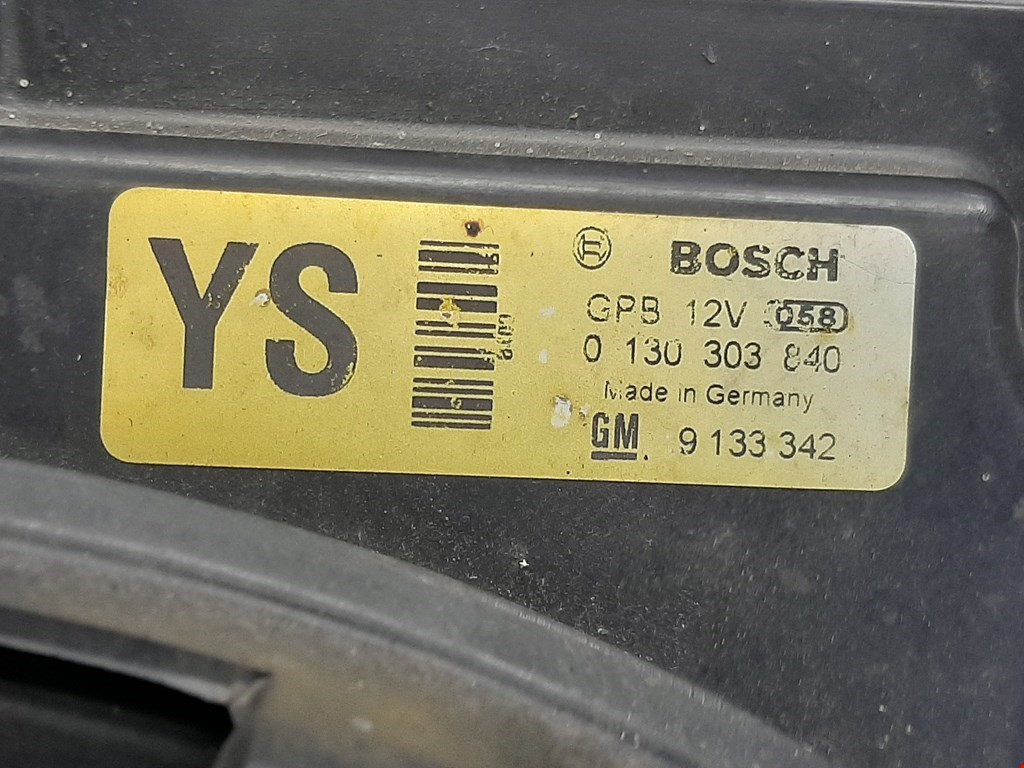 YS
BOSCH
GPB 12V 058
0 130 303 840
Made in Germany
GM 9 133 342